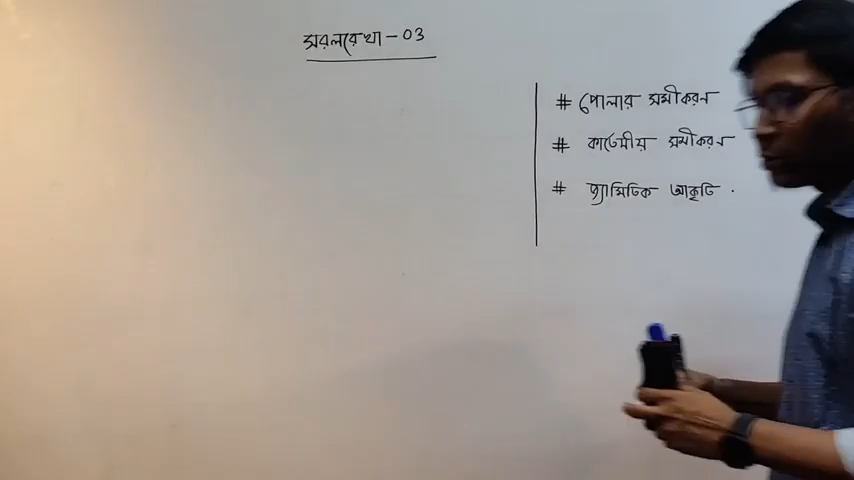 সরলরেখা - 03
# পোলার সমীকরণ
# কার্তেসীয় সমীকরণ
# জ্যামিতিক আকৃতি .